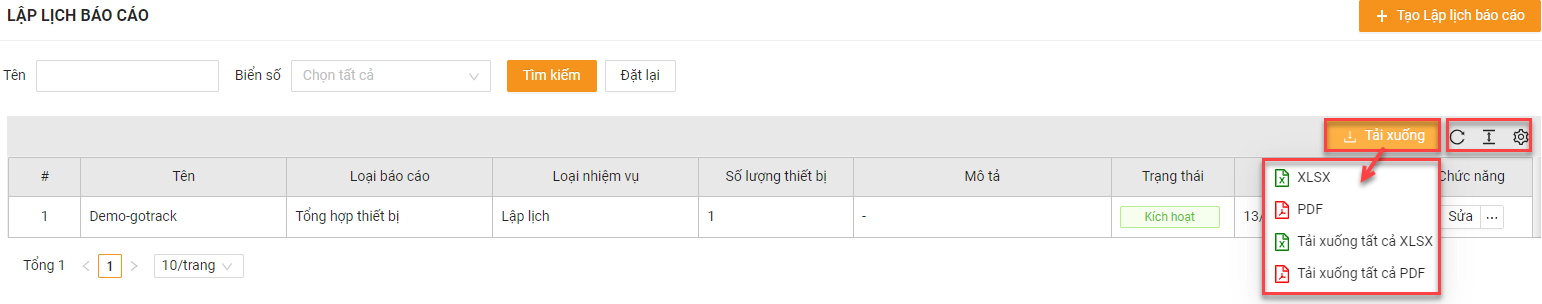 LẬP LỊCH BÁO CÁO
+ Tạo Lập lịch báo cáo
Tên Biển số Chọn tất cả Tìm kiếm Đặt lại
Tải xuống
# Tên Loại báo cáo Loại nhiệm vụ Số lượng thiết bị Mô tả Trạng thái Chức năng
1 Demo-gotrack Tổng hợp thiết bị Lập lịch 1 - Kích hoạt 13/ Sửa ...
XLSX
PDF
Tải xuống tất cả XLSX
Tải xuống tất cả PDF
Tổng 1 < 1 > 10/trang